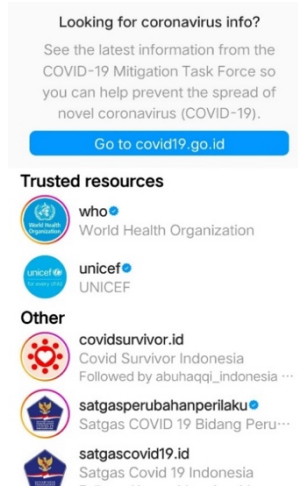 Looking for coronavirus info?
See the latest information from the
COVID-19 Mitigation Task Force so
you can help prevent the spread of
novel coronavirus (COVID-19).
Go to covid19.go.id
Trusted resources
World Health
Organization
who
World Health Organization
unicef
for every child
unicef
UNICEF
Other
covidsurvivor.id
Covid Survivor Indonesia
Followed by abuhaqqi_indonesia ...
satgasperubahanperilaku
Satgas COVID 19 Bidang Peru...
satgascovid19.id
Satgas Covid 19 Indonesia